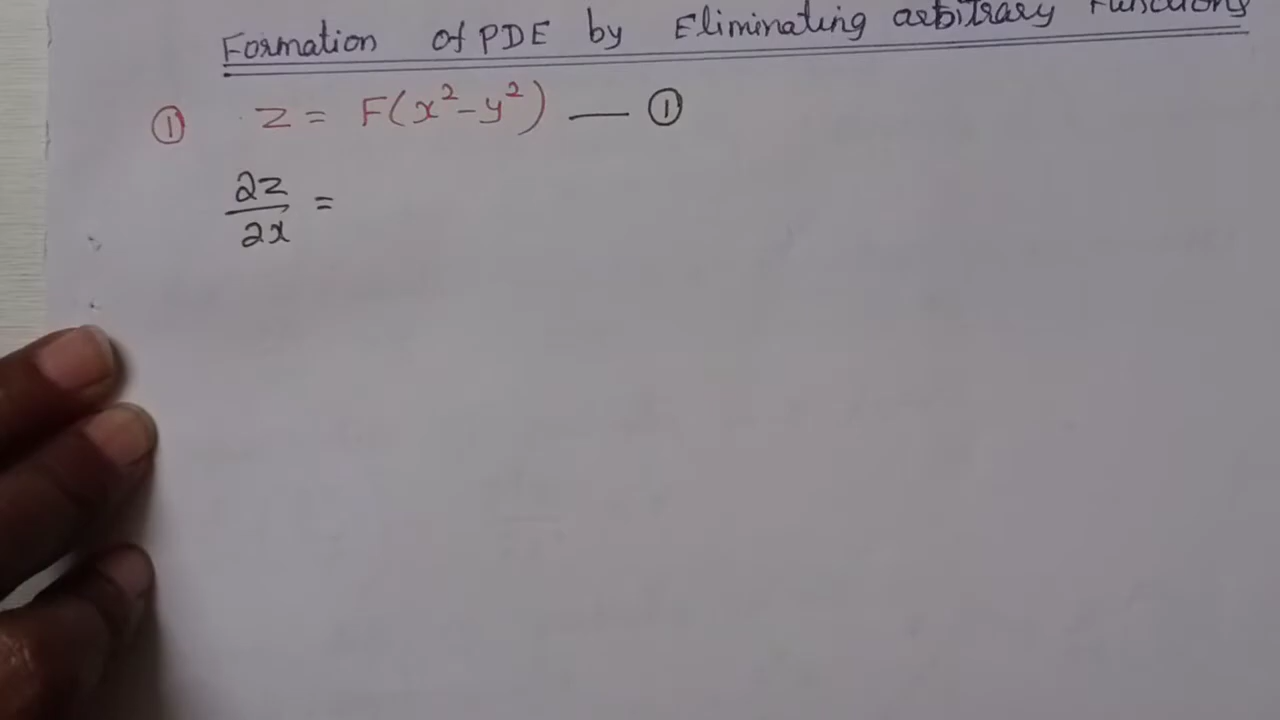 Formation of PDE by Eliminating arbitrary Functions
① z = F(x²-y²) — ①
∂z/∂x =